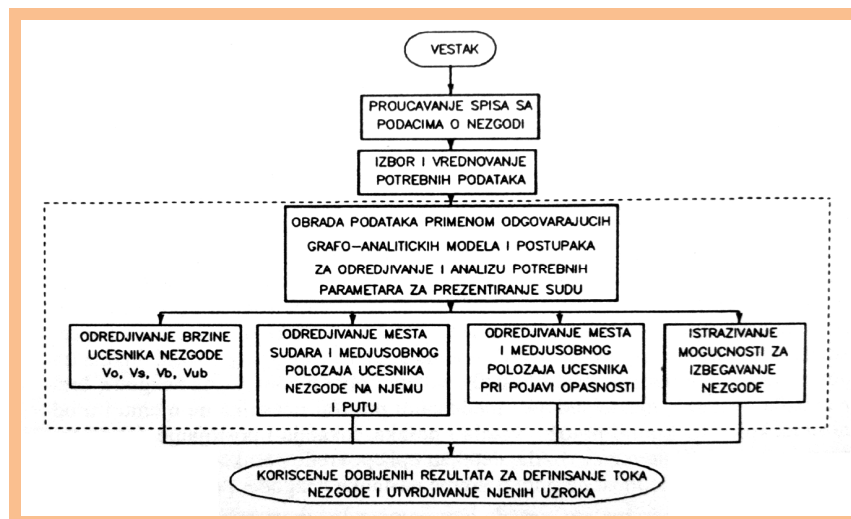 VESTAK
PROUCAVANJE SPISA SA
PODACIMA O NEZGODI
IZBOR I VREDNOVANJE
POTREBNIH PODATAKA
OBRADA PODATAKA PRIMENOM ODGOVARAJUCIH
GRAFO-ANALITICKIH MODELA I POSTUPAKA
ZA ODREDJIVANJE I ANALIZU POTREBNIH
PARAMETARA ZA PREZENTIRANJE SUDU
ODREDJIVANJE BRZINE
UCESNIKA NEZGODE
Vo, Vs, Vb, Vub
ODREDJIVANJE MESTA
SUDARA I MEDJUSOBNOG
POLOZAJA UCESNIKA
NEZGODE NA NJEMU
I PUTU
ODREDJIVANJE MESTA
I MEDJUSOBNOG
POLOZAJA UCESNIKA
PRI POJAVI OPASNOSTI
ISTRAZIVANJE
MOGUCNOSTI ZA
IZBEGAVANJE
NEZGODE
KORISCENJE DOBIJENIH REZULTATA ZA DEFINISANJE TOKA
NEZGODE I UTVRDJIVANJE NJENIH UZROKA